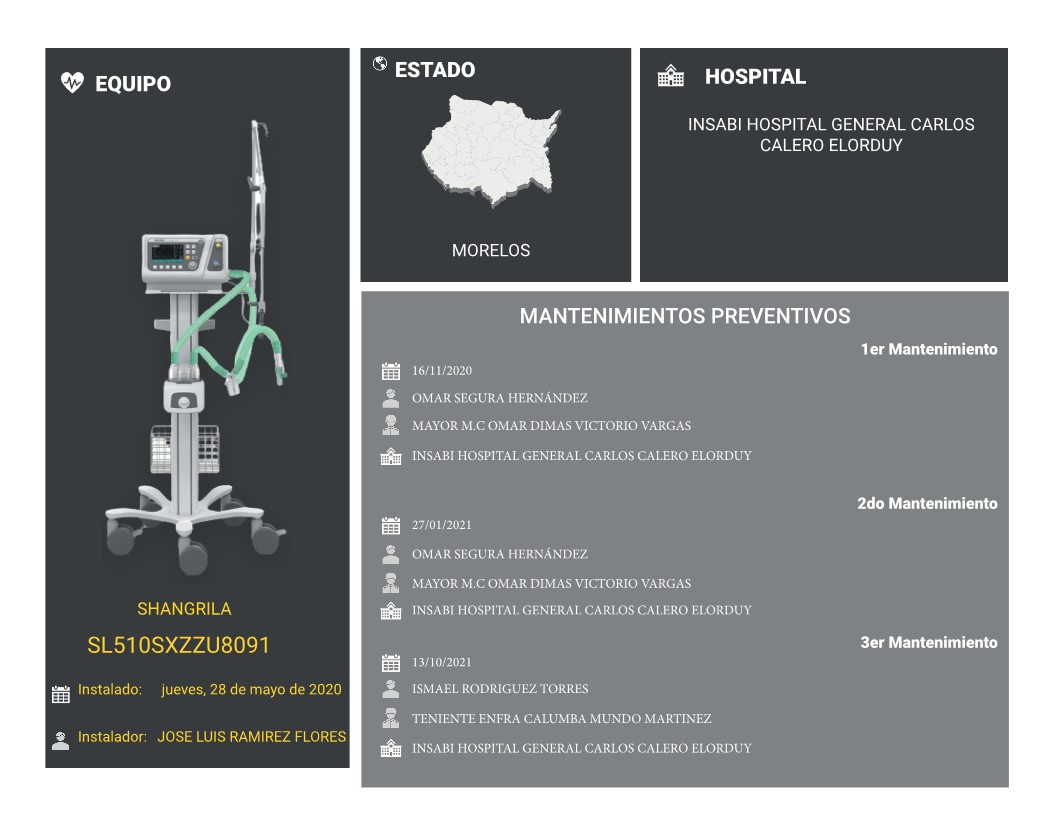 EQUIPO
SHANGRILA
SL510SXZZU8091
Instalado: jueves, 28 de mayo de 2020
Instalador: JOSE LUIS RAMIREZ FLORES
ESTADO
MORELOS
HOSPITAL
INSABI HOSPITAL GENERAL CARLOS
CALERO ELORDUY
MANTENIMIENTOS PREVENTIVOS
1er Mantenimiento
16/11/2020
OMAR SEGURA HERNÁNDEZ
MAYOR M.C OMAR DIMAS VICTORIO VARGAS
INSABI HOSPITAL GENERAL CARLOS CALERO ELORDUY
2do Mantenimiento
27/01/2021
OMAR SEGURA HERNÁNDEZ
MAYOR M.C OMAR DIMAS VICTORIO VARGAS
INSABI HOSPITAL GENERAL CARLOS CALERO ELORDUY
3er Mantenimiento
13/10/2021
ISMAEL RODRIGUEZ TORRES
TENIENTE ENFRA CALUMBA MUNDO MARTINEZ
INSABI HOSPITAL GENERAL CARLOS CALERO ELORDUY